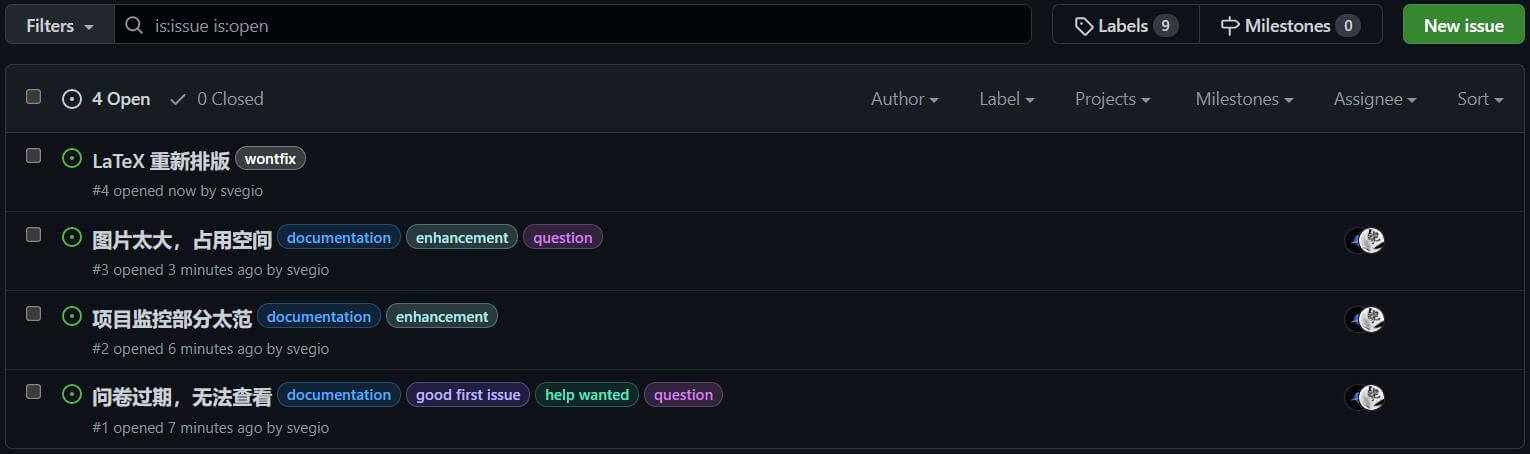 Filters is:issue is:open Labels 9 Milestones 0 New issue
4 Open 0 Closed Author Label Projects Milestones Assignee Sort
LaTeX 重新排版 wontfix
#4 opened now by svegio
图片太大，占用空间 documentation enhancement question
#3 opened 3 minutes ago by svegio
项目监控部分太范 documentation enhancement
#2 opened 6 minutes ago by svegio
问卷过期，无法查看 documentation good first issue help wanted question
#1 opened 7 minutes ago by svegio